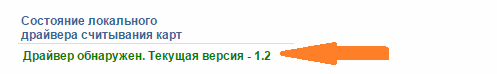 Состояние локального
драйвера считывания карт
Драйвер обнаружен. Текущая версия - 1.2